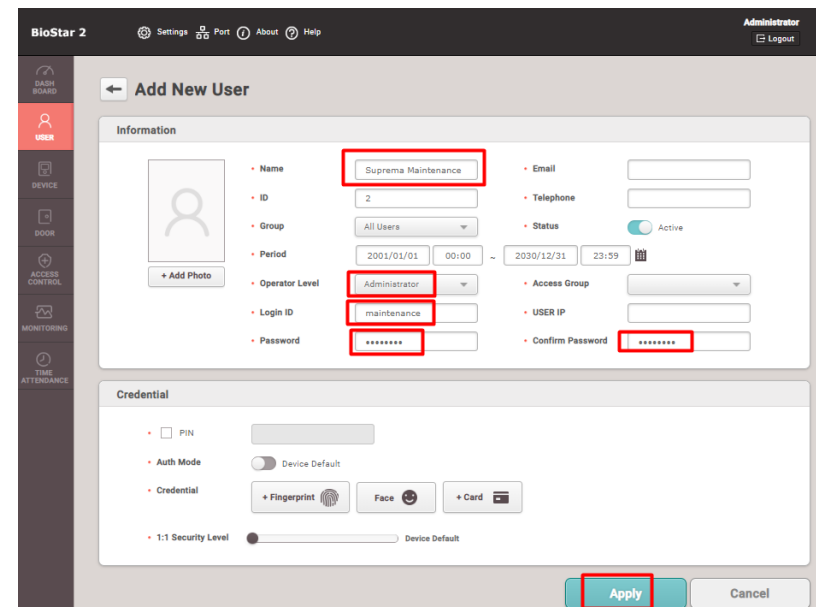 BioStar 2 Settings Port About Help Administrator
Logout
DASH
BOARD
USER
DEVICE
DOOR
ACCESS
CONTROL
MONITORING
TIME
ATTENDANCE
Add New User
Information
+ Add Photo
• Name Suprema Maintenance • Email
• ID 2 • Telephone
• Group All Users • Status Active
• Period 2001/01/01 00:00 ~ 2030/12/31 23:59
• Operator Level Administrator • Access Group
• Login ID maintenance • USER IP
• Password •••••••• • Confirm Password ••••••••
Credential
• PIN
• Auth Mode Device Default
• Credential + Fingerprint Face + Card
• 1:1 Security Level Device Default
Apply Cancel